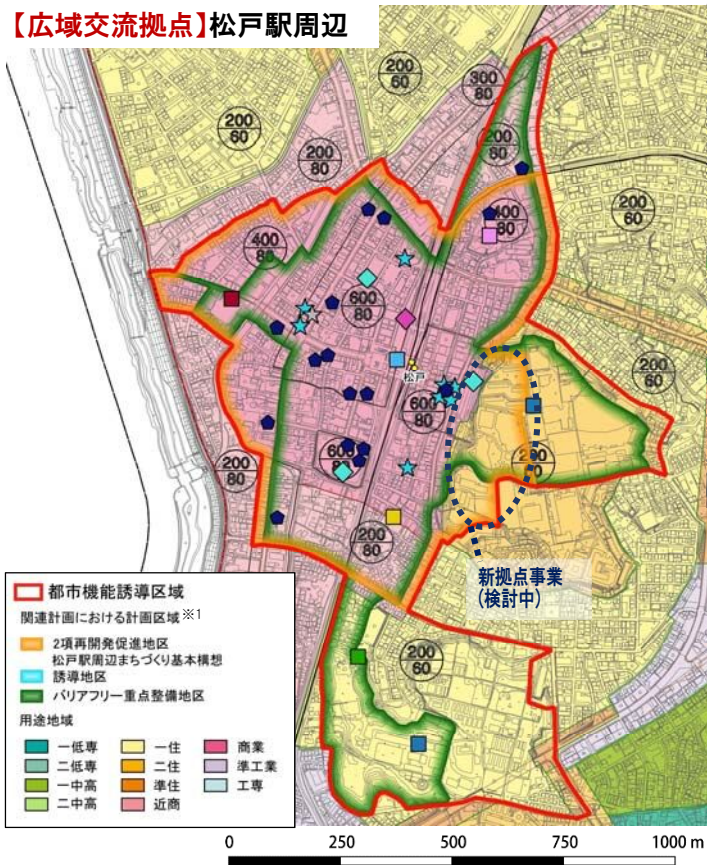 【広域交流拠点】松戸駅周辺
200
60
300
80
200
60
200
80
200
80
200
60
400
80
400
80
600
80
松戸
200
60
600
80
200
80
600
80
200
80
新拠点事業
(検討中)
200
60
都市機能誘導区域
関連計画における計画区域※1
2項再開発促進地区
松戸駅周辺まちづくり基本構想
誘導地区
バリアフリー重点整備地区
用途地域
一低専 一住 商業
二低専 二住 準工業
一中高 準住 工専
二中高 近商
0 250 500 750 1000 m